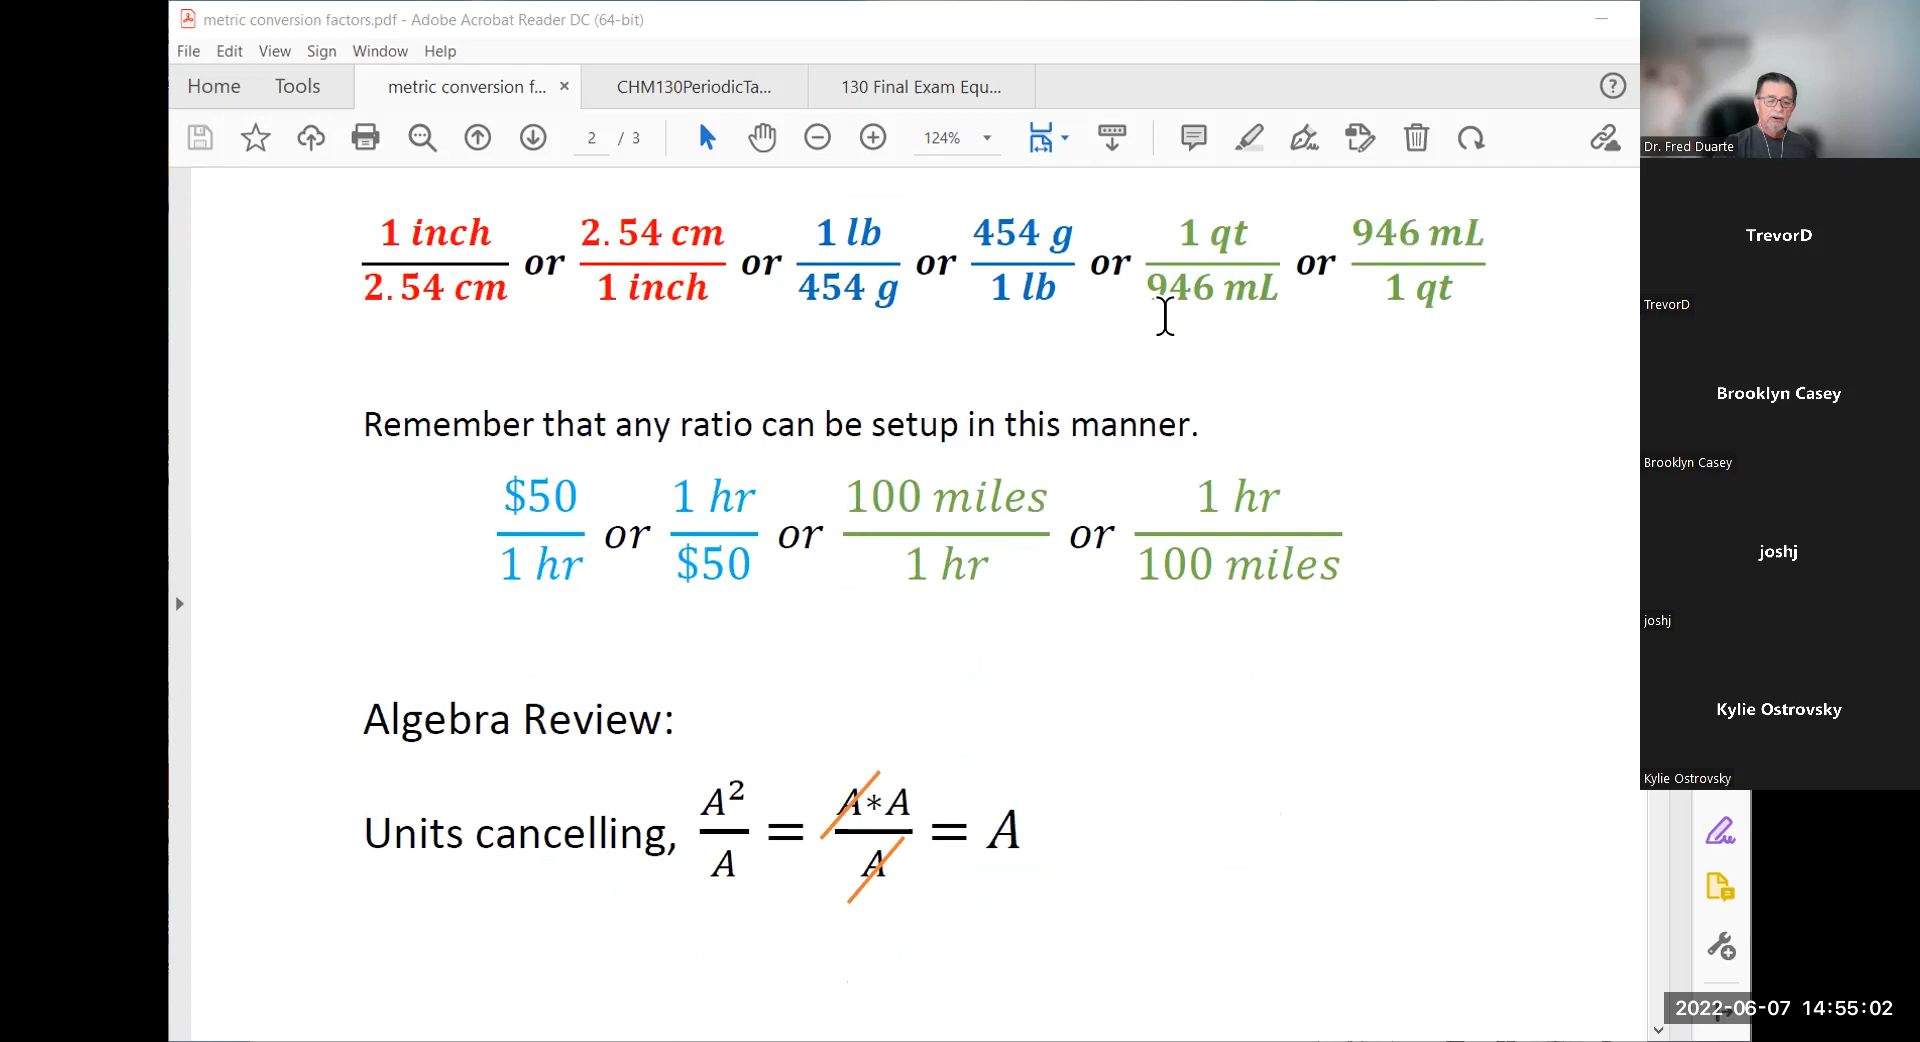 metric conversion factors.pdf - Adobe Acrobat Reader DC (64-bit)
File Edit View Sign Window Help
Home Tools metric conversion f... × CHM130PeriodicTa... 130 Final Exam Equ...
2 / 3 124%
1 inch / 2.54 cm or 2.54 cm / 1 inch or 1 lb / 454 g or 454 g / 1 lb or 1 qt / 946 mL or 946 mL / 1 qt
Remember that any ratio can be setup in this manner.
$50 / 1 hr or 1 hr / $50 or 100 miles / 1 hr or 1 hr / 100 miles
Algebra Review:
Units cancelling, A² / A = A * A / A = A
Dr. Fred Duarte
TrevorD
TrevorD
Brooklyn Casey
Brooklyn Casey
joshj
joshj
Kylie Ostrovsky
Kylie Ostrovsky
2022-06-07 14:55:02